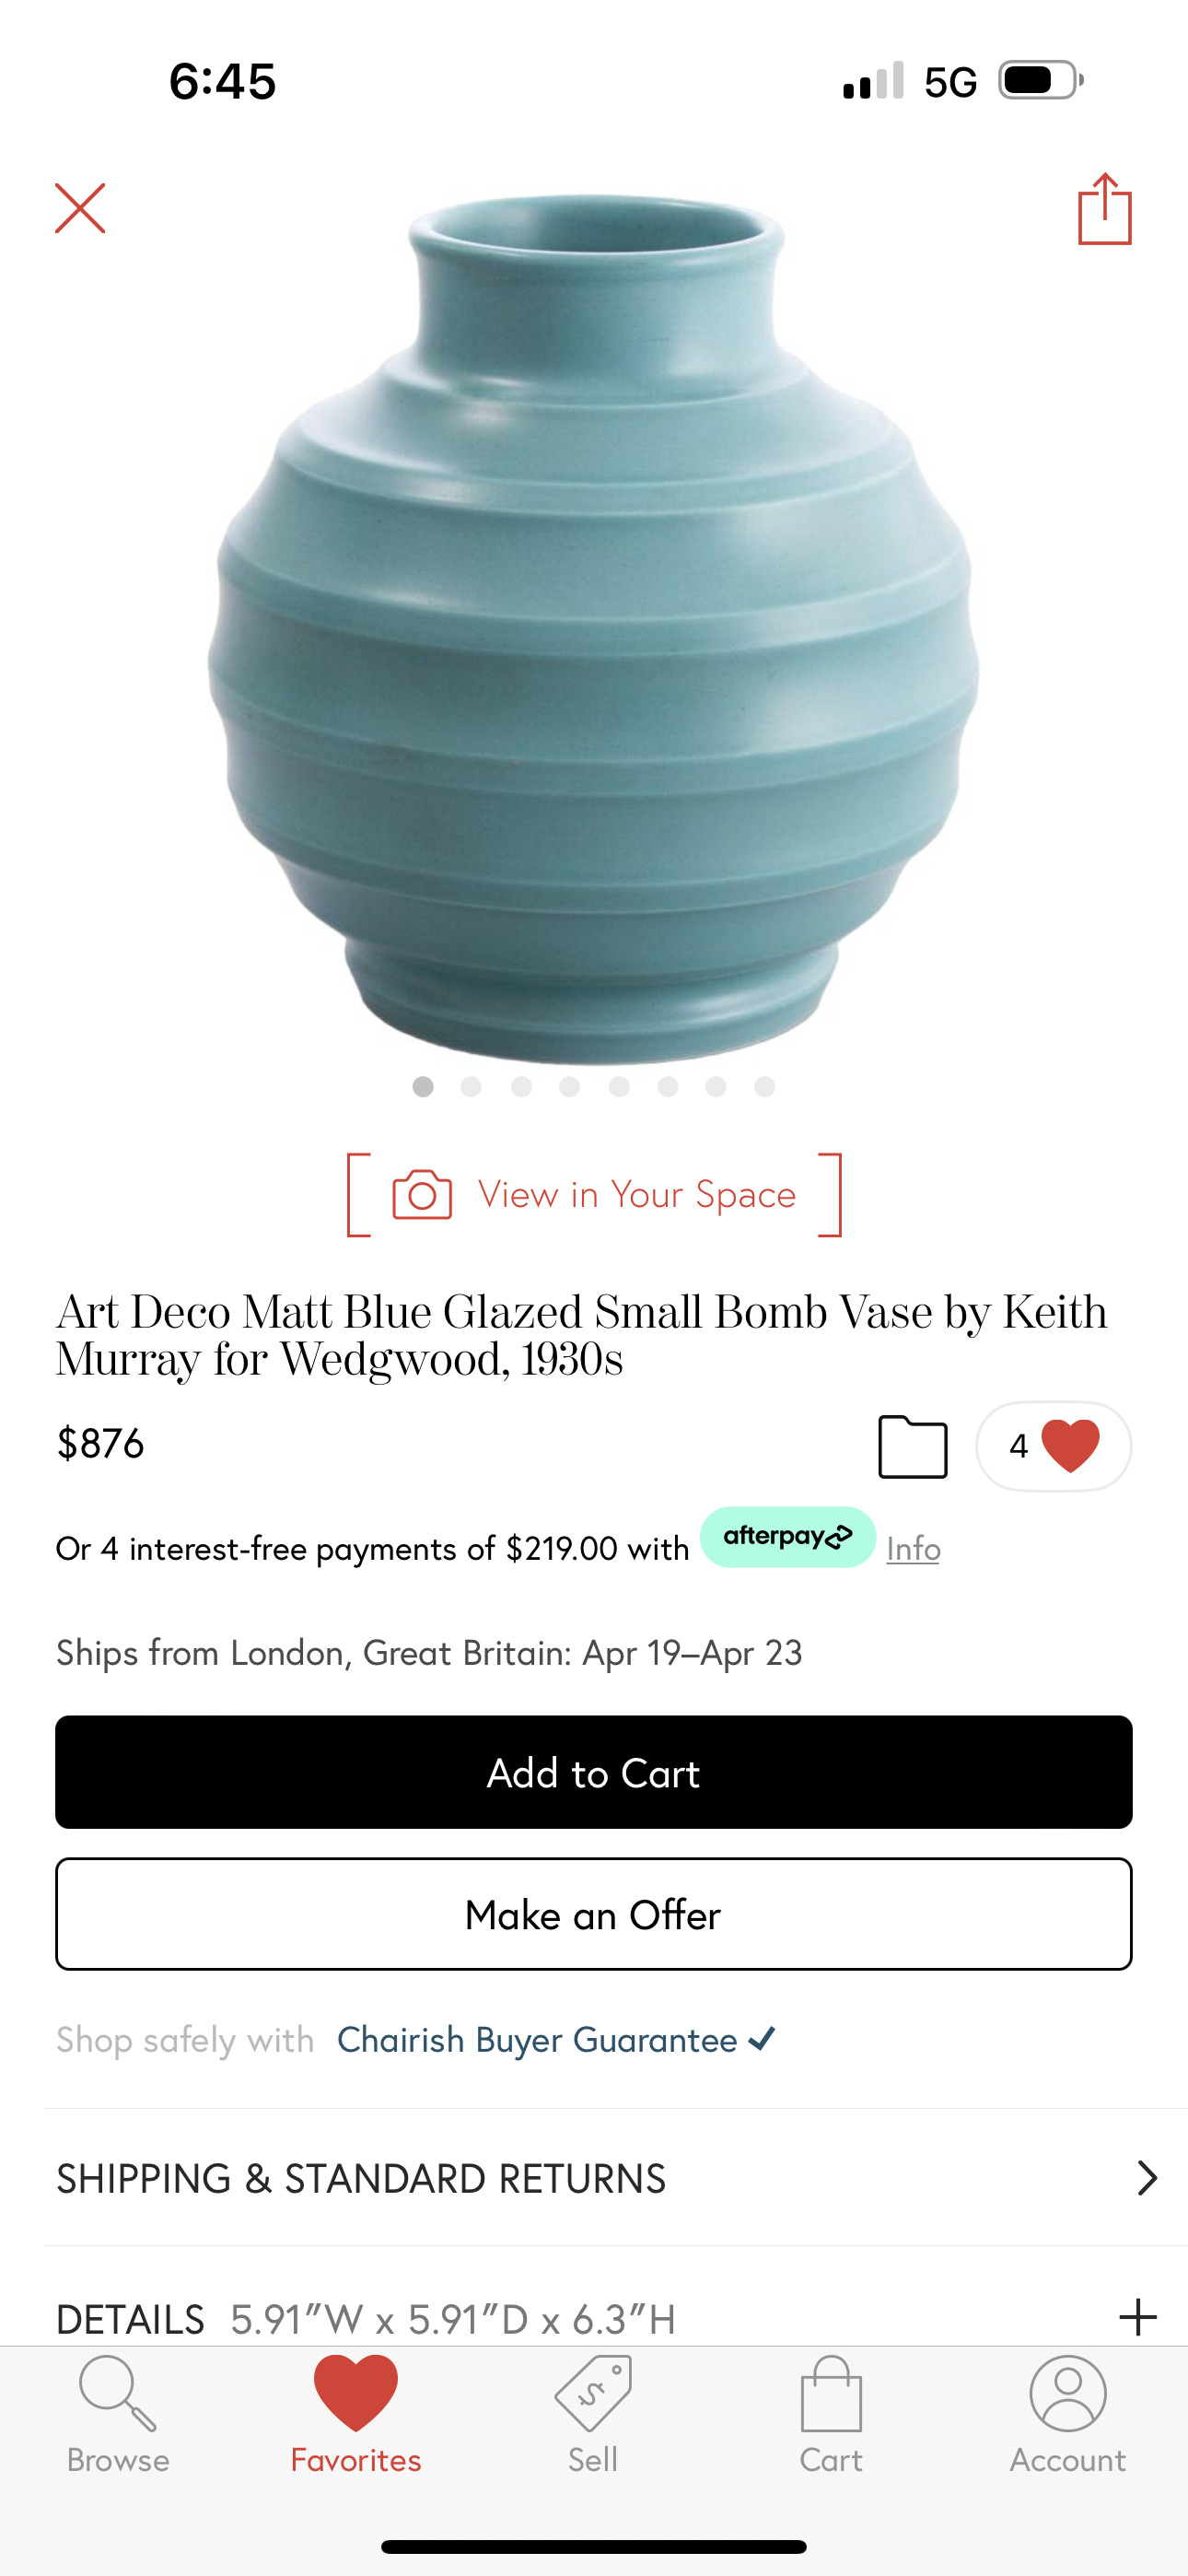 6:45
5G
View in Your Space
Art Deco Matt Blue Glazed Small Bomb Vase by Keith
Murray for Wedgwood, 1930s
$876
4
Or 4 interest-free payments of $219.00 with afterpay Info
Ships from London, Great Britain: Apr 19–Apr 23
Add to Cart
Make an Offer
Shop safely with Chairish Buyer Guarantee
SHIPPING & STANDARD RETURNS
DETAILS 5.91"W x 5.91"D x 6.3"H
Browse
Favorites
Sell
Cart
Account